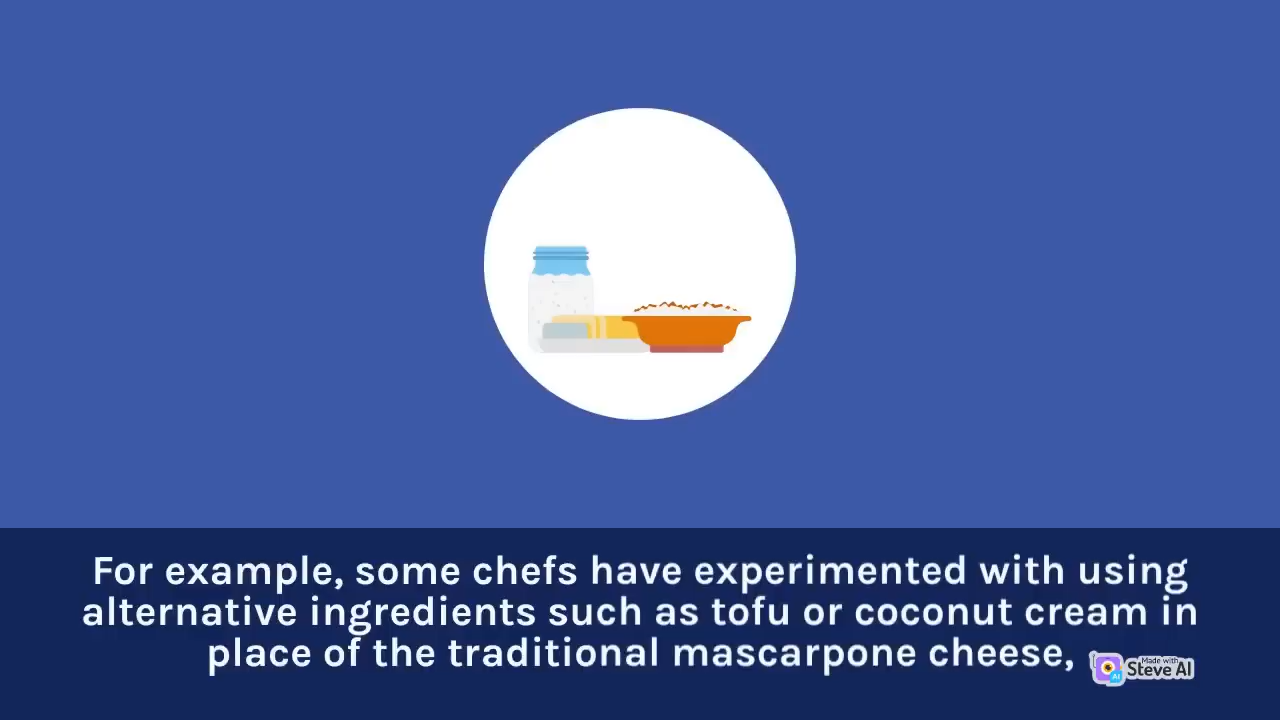 For example, some chefs have experimented with using
alternative ingredients such as tofu or coconut cream in
place of the traditional mascarpone cheese,
Made with
Steve AI
AI